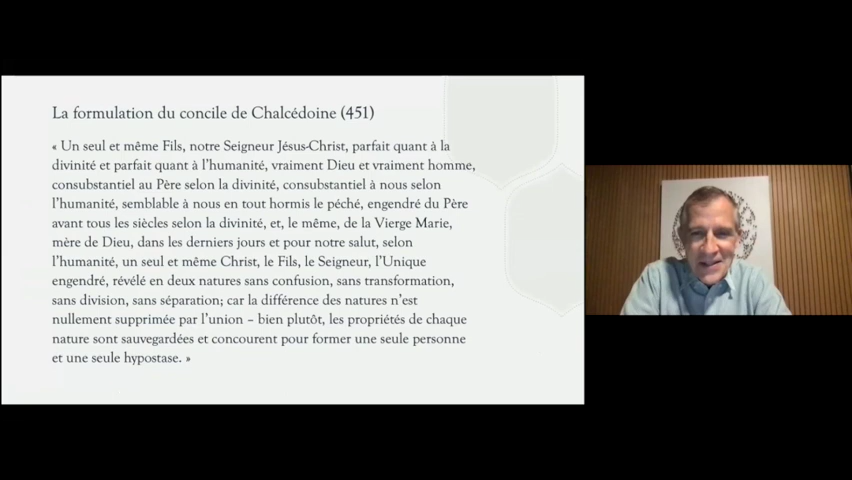 La formulation du concile de Chalcédoine (451)
« Un seul et même Fils, notre Seigneur Jésus-Christ, parfait quant à la
divinité et parfait quant à l'humanité, vraiment Dieu et vraiment homme,
consubstantiel au Père selon la divinité, consubstantiel à nous selon
l'humanité, semblable à nous en tout hormis le péché, engendré du Père
avant tous les siècles selon la divinité, et, le même, de la Vierge Marie,
mère de Dieu, dans les derniers jours et pour notre salut, selon
l'humanité, un seul et même Christ, le Fils, le Seigneur, l'Unique
engendré, révélé en deux natures sans confusion, sans transformation,
sans division, sans séparation; car la différence des natures n'est
nullement supprimée par l'union – bien plutôt, les propriétés de chaque
nature sont sauvegardées et concourent pour former une seule personne
et une seule hypostase. »